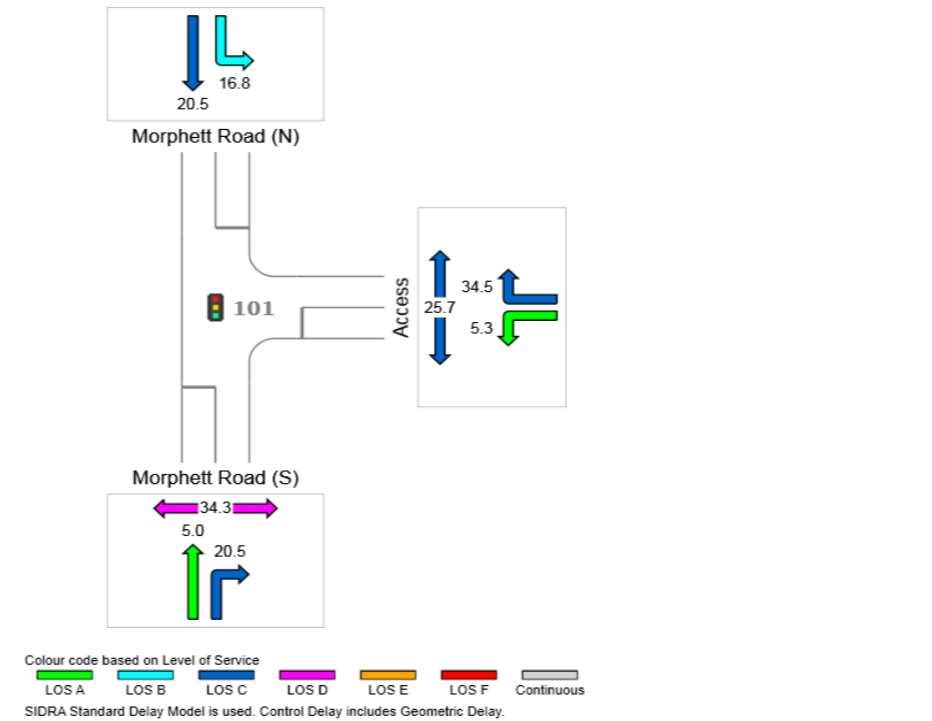 16.8
20.5
Morphett Road (N)
101
Access
25.7
34.5
5.3
Morphett Road (S)
34.3
5.0
20.5
Colour code based on Level of Service
LOS A LOS B LOS C LOS D LOS E LOS F Continuous
SIDRA Standard Delay Model is used. Control Delay includes Geometric Delay.